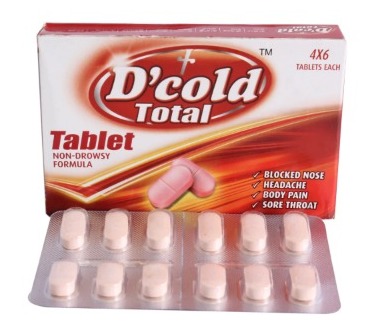 D'cold
Total
TM
4X6
TABLETS EACH
Tablet
NON-DROWSY
FORMULA
✓ BLOCKED NOSE
✓ HEADACHE
✓ BODY PAIN
✓ SORE THROAT